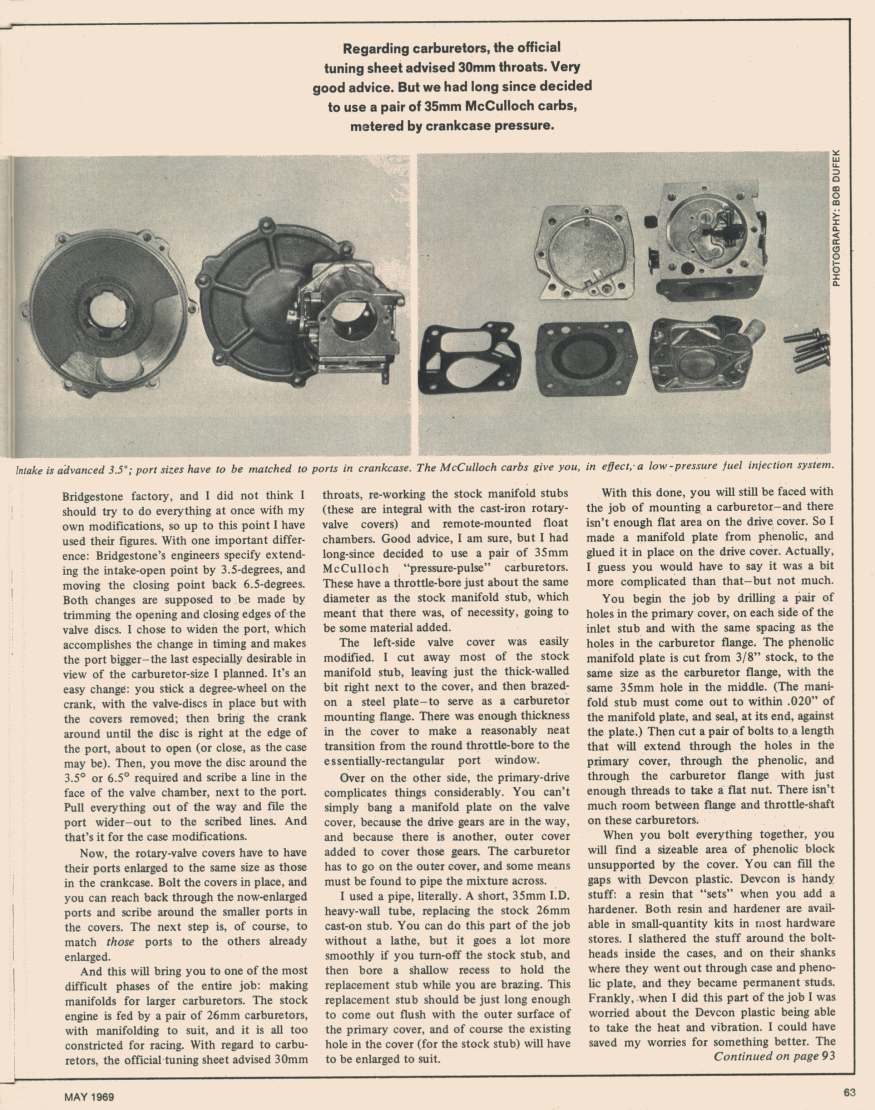 Regarding carburetors, the official
tuning sheet advised 30mm throats. Very
good advice. But we had long since decided
to use a pair of 35mm McCulloch carbs,
metered by crankcase pressure.
PHOTOGRAPHY: BOB DUFEK
Intake is advanced 3.5°; port sizes have to be matched to ports in crankcase. The McCulloch carbs give you, in effect, a low-pressure fuel injection system.
Bridgestone factory, and I did not think I
should try to do everything at once with my
own modifications, so up to this point I have
used their figures. With one important differ-
ence: Bridgestone's engineers specify extend-
ing the intake-open point by 3.5-degrees, and
moving the closing point back 6.5-degrees.
Both changes are supposed to be made by
trimming the opening and closing edges of the
valve discs. I chose to widen the port, which
accomplishes the change in timing and makes
the port bigger—the last especially desirable in
view of the carburetor-size I planned. It's an
easy change: you stick a degree-wheel on the
crank, with the valve-discs in place but with
the covers removed; then bring the crank
around until the disc is right at the edge of
the port, about to open (or close, as the case
may be). Then, you move the disc around the
3.5° or 6.5° required and scribe a line in the
face of the valve chamber, next to the port.
Pull everything out of the way and file the
port wider—out to the scribed lines. And
that's it for the case modifications.
Now, the rotary-valve covers have to have
their ports enlarged to the same size as those
in the crankcase. Bolt the covers in place, and
you can reach back through the now-enlarged
ports and scribe around the smaller ports in
the covers. The next step is, of course, to
match those ports to the others already
enlarged.
And this will bring you to one of the most
difficult phases of the entire job: making
manifolds for larger carburetors. The stock
engine is fed by a pair of 26mm carburetors,
with manifolding to suit, and it is all too
constricted for racing. With regard to carbu-
retors, the official tuning sheet advised 30mm
throats, re-working the stock manifold stubs
(these are integral with the cast-iron rotary-
valve covers) and remote-mounted float
chambers. Good advice, I am sure, but I had
long-since decided to use a pair of 35mm
McCulloch "pressure-pulse" carburetors.
These have a throttle-bore just about the same
diameter as the stock manifold stub, which
meant that there was, of necessity, going to
be some material added.
The left-side valve cover was easily
modified. I cut away most of the stock
manifold stub, leaving just the thick-walled
bit right next to the cover, and then brazed-
on a steel plate—to serve as a carburetor
mounting flange. There was enough thickness
in the cover to make a reasonably neat
transition from the round throttle-bore to the
essentially-rectangular port window.
Over on the other side, the primary-drive
complicates things considerably. You can't
simply bang a manifold plate on the valve
cover, because the drive gears are in the way,
and because there is another, outer cover
added to cover those gears. The carburetor
has to go on the outer cover, and some means
must be found to pipe the mixture across.
I used a pipe, literally. A short, 35mm I.D.
heavy-wall tube, replacing the stock 26mm
cast-on stub. You can do this part of the job
without a lathe, but it goes a lot more
smoothly if you turn-off the stock stub, and
then bore a shallow recess to hold the
replacement stub while you are brazing. This
replacement stub should be just long enough
to come out flush with the outer surface of
the primary cover, and of course the existing
hole in the cover (for the stock stub) will have
to be enlarged to suit.
With this done, you will still be faced with
the job of mounting a carburetor—and there
isn't enough flat area on the drive cover. So I
made a manifold plate from phenolic, and
glued it in place on the drive cover. Actually,
I guess you would have to say it was a bit
more complicated than that—but not much.
You begin the job by drilling a pair of
holes in the primary cover, on each side of the
inlet stub and with the same spacing as the
holes in the carburetor flange. The phenolic
manifold plate is cut from 3/8" stock, to the
same size as the carburetor flange, with the
same 35mm hole in the middle. (The mani-
fold stub must come out to within .020" of
the manifold plate, and seal, at its end, against
the plate.) Then cut a pair of bolts to a length
that will extend through the holes in the
primary cover, through the phenolic, and
through the carburetor flange with just
enough threads to take a flat nut. There isn't
much room between flange and throttle-shaft
on these carburetors.
When you bolt everything together, you
will find a sizeable area of phenolic block
unsupported by the cover. You can fill the
gaps with Devcon plastic. Devcon is handy
stuff: a resin that "sets" when you add a
hardener. Both resin and hardener are avail-
able in small-quantity kits in most hardware
stores. I slathered the stuff around the bolt-
heads inside the cases, and on their shanks
where they went out through case and pheno-
lic plate, and they became permanent studs.
Frankly, when I did this part of the job I was
worried about the Devcon plastic being able
to take the heat and vibration. I could have
saved my worries for something better. The
Continued on page 93
MAY 1969
63